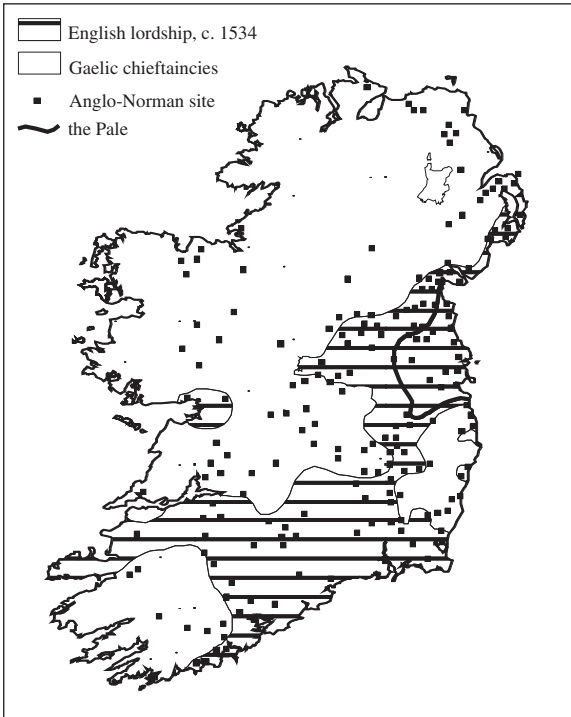 English lordship, c. 1534
Gaelic chieftaincies
Anglo-Norman site
the Pale